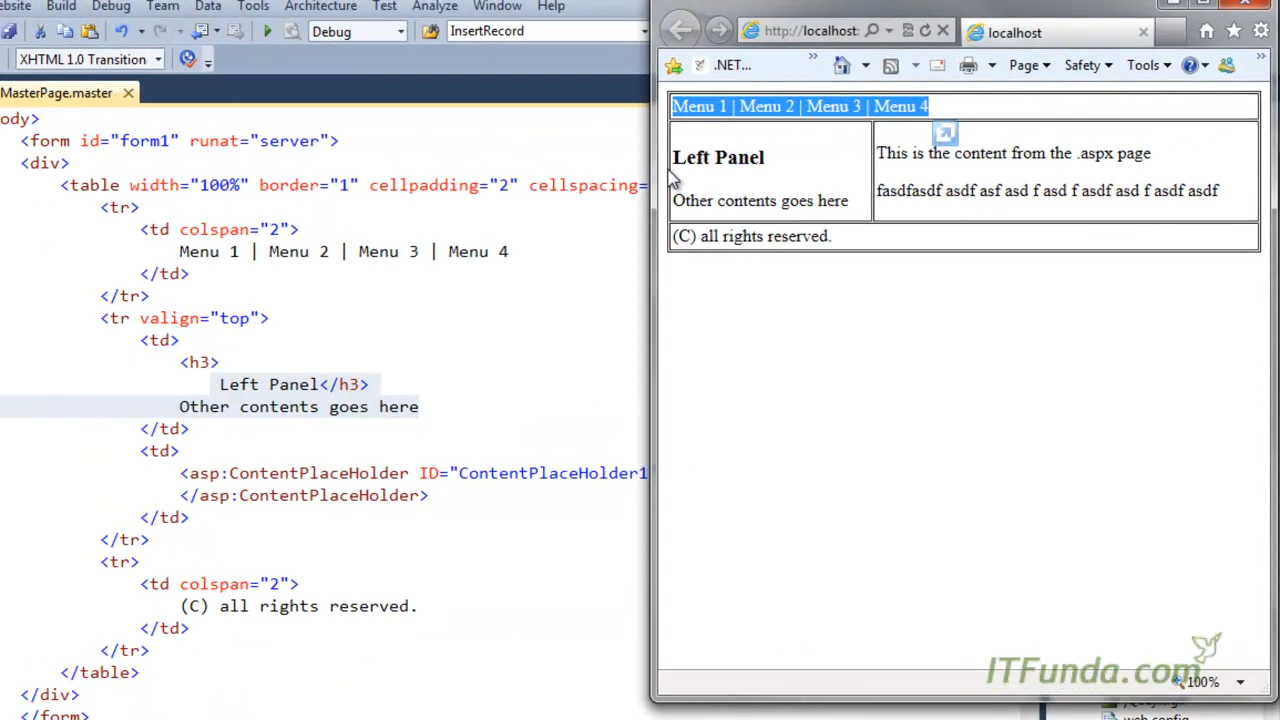 ebsite Build Debug Team Data Tools Architecture Test Analyze Window Help
Debug InsertRecord
XHTML 1.0 Transition
MasterPage.master
ody>
<form id="form1" runat="server">
<div>
<table width="100%" border="1" cellpadding="2" cellspacing=
<tr>
<td colspan="2">
Menu 1 | Menu 2 | Menu 3 | Menu 4
</td>
</tr>
<tr valign="top">
<td>
<h3>
Left Panel</h3>
Other contents goes here
</td>
<td>
<asp:ContentPlaceHolder ID="ContentPlaceHolder1
</asp:ContentPlaceHolder>
</td>
</tr>
<tr>
<td colspan="2">
(C) all rights reserved.
</td>
</tr>
</table>
</div>
</form>
http://localhost: localhost
.NET... Page Safety Tools
Menu 1 | Menu 2 | Menu 3 | Menu 4
Left Panel
Other contents goes here
This is the content from the .aspx page
fasdfasdf asdf asf asd f asd f asdf asd f asdf asdf
(C) all rights reserved.
ITFunda.com
100%
web.config